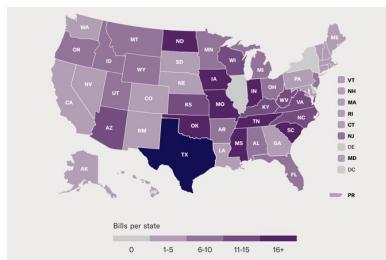 WA
MT
ND
MN
ME
OR
ID
WY
SD
WI
MI
NV
UT
CO
NE
IA
IN
OH
PA
CA
AZ
NM
KS
OK
MO
AR
KY
WV
VA
TN
NC
SC
TX
LA
MS
AL
GA
FL
AK
VT
NH
MA
RI
CT
NJ
DE
MD
DC
PR
Bills per state
0 1-5 6-10 11-15 16+